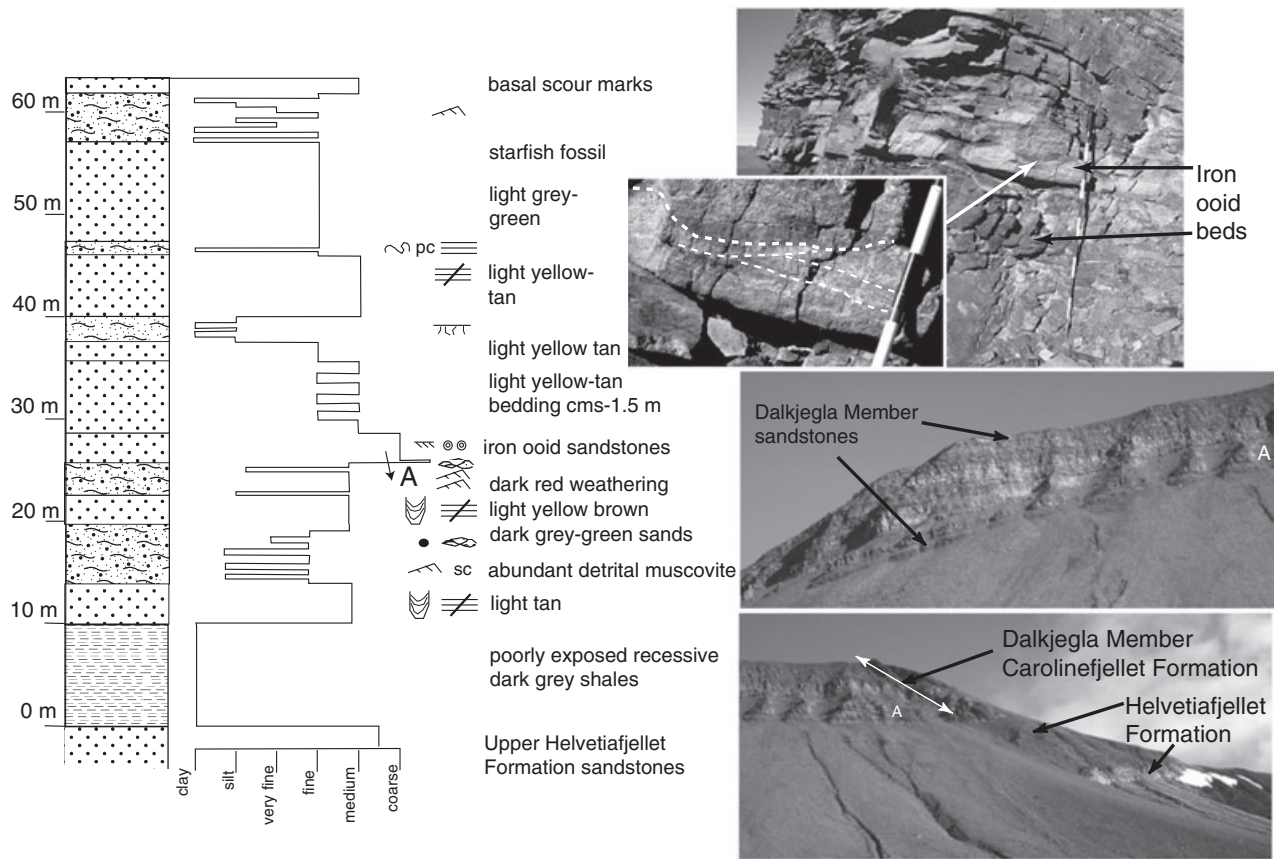 60 m
50 m
40 m
30 m
20 m
10 m
0 m
clay
silt
very fine
fine
medium
coarse
basal scour marks
starfish fossil
light grey-
green
pc
light yellow-
tan
light yellow tan
light yellow-tan
bedding cms-1.5 m
iron ooid sandstones
A
dark red weathering
light yellow brown
dark grey-green sands
sc
abundant detrital muscovite
light tan
poorly exposed recessive
dark grey shales
Upper Helvetiafjellet
Formation sandstones
Iron
ooid
beds
Dalkjegla Member
sandstones
A
Dalkjegla Member
Carolinefjellet Formation
A
Helvetiafjellet
Formation